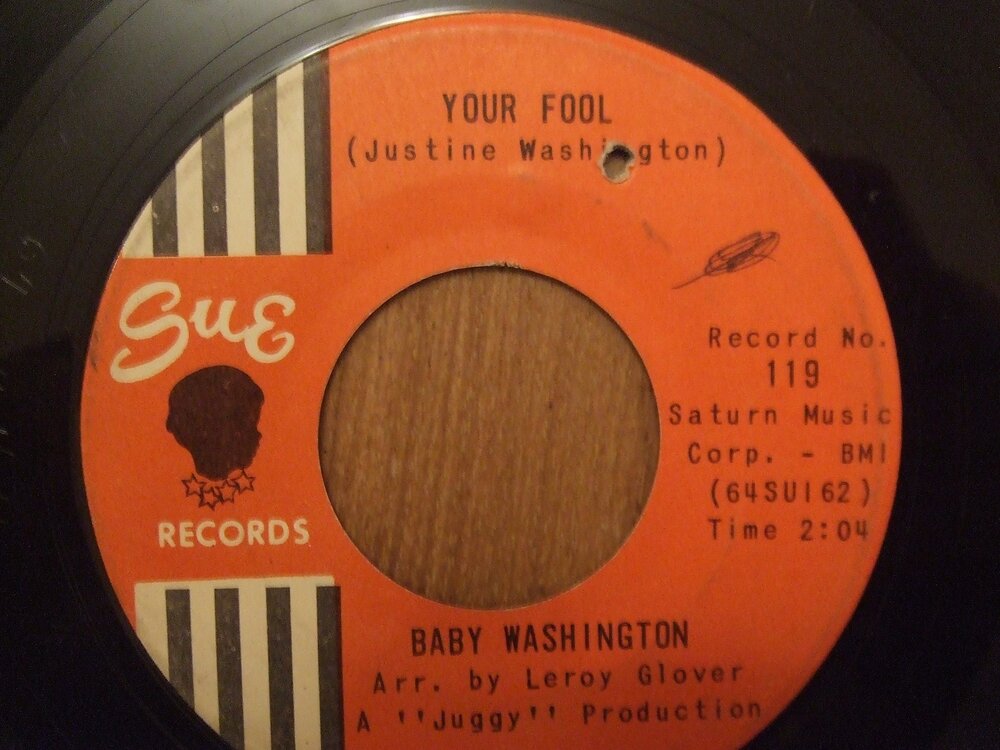 YOUR FOOL
(Justine Washington)
Sue
RECORDS
Record No.
119
Saturn Music
Corp. - BMI
(64SU162)
Time 2:04
BABY WASHINGTON
Arr. by Leroy Glover
A ''Juggy'' Production